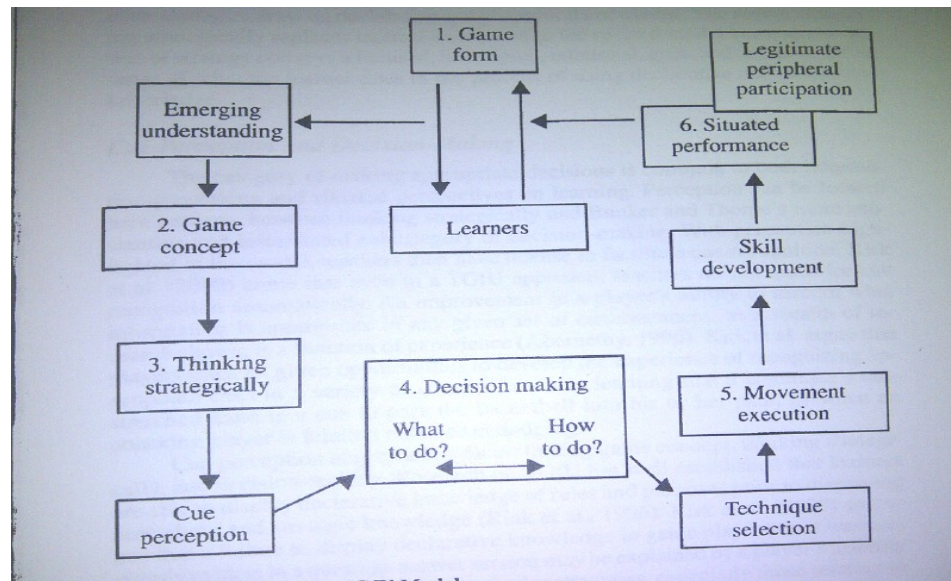 1. Game
form
Legitimate
peripheral
participation
Emerging
understanding
6. Situated
performance
2. Game
concept
Learners
Skill
development
3. Thinking
strategically
4. Decision making
What
to do?
How
to do?
5. Movement
execution
Cue
perception
Technique
selection